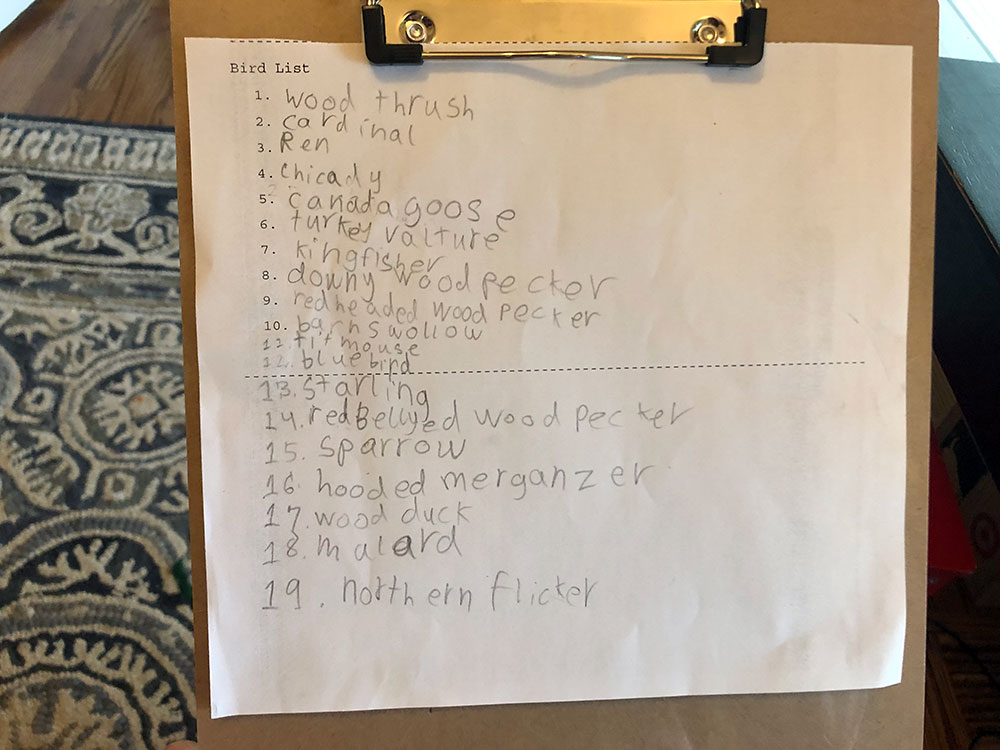 Bird List
1. wood thrush
2. cardinal
3. Ren
4. chicady
5. canada goose
6. turkey valture
7. kingfisher
8. downy woodpecker
9. redheaded wood pecker
10. barn swollow
11. titmouse
12. bluebird
13. starling
14. redBellyed wood pecker
15. sparrow
16. hooded merganzer
17. wood duck
18. malard
19. northern flicker